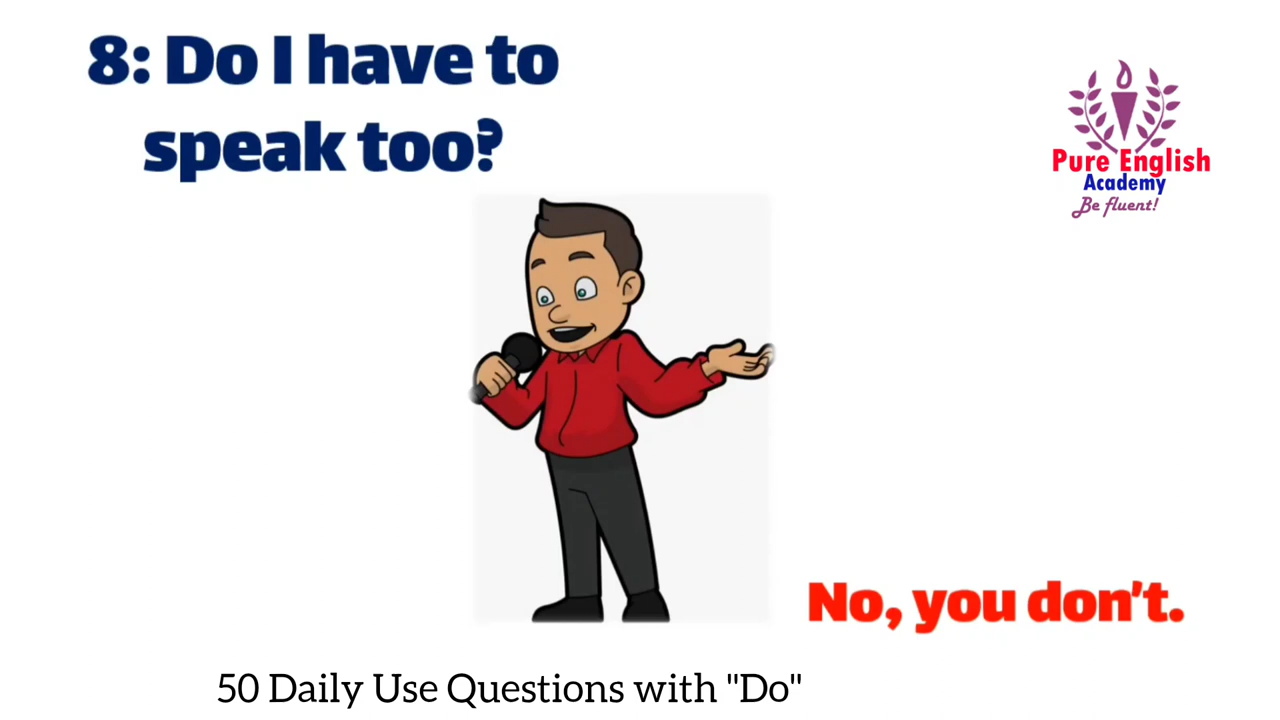 8: Do I have to
speak too?
Pure English
Academy
Be fluent!
No, you don't.
50 Daily Use Questions with "Do"